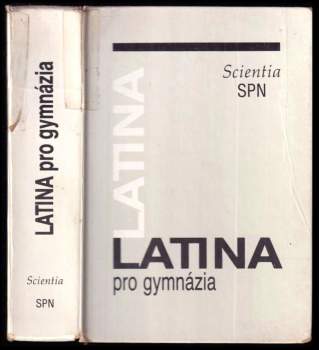 LATINA pro gymnázia
Scientia
SPN
Scientia
SPN
LATINA
LATINA
pro gymnázia